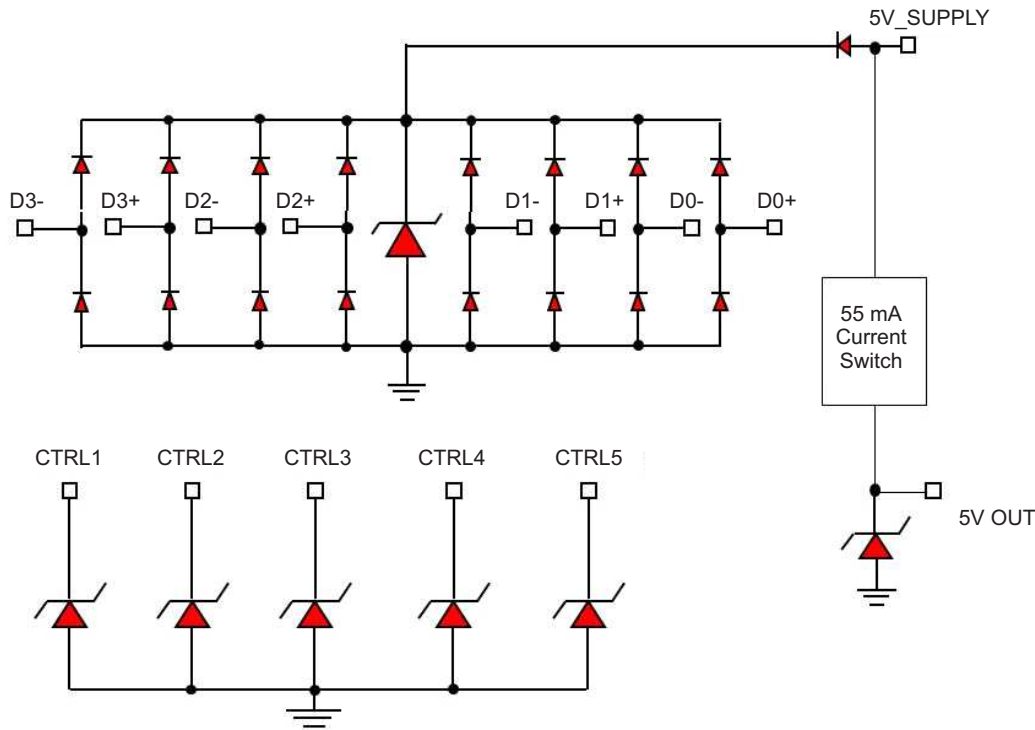 5V_SUPPLY
D3-
D3+
D2-
D2+
D1-
D1+
D0-
D0+
55 mA
Current
Switch
CTRL1
CTRL2
CTRL3
CTRL4
CTRL5
5V OUT